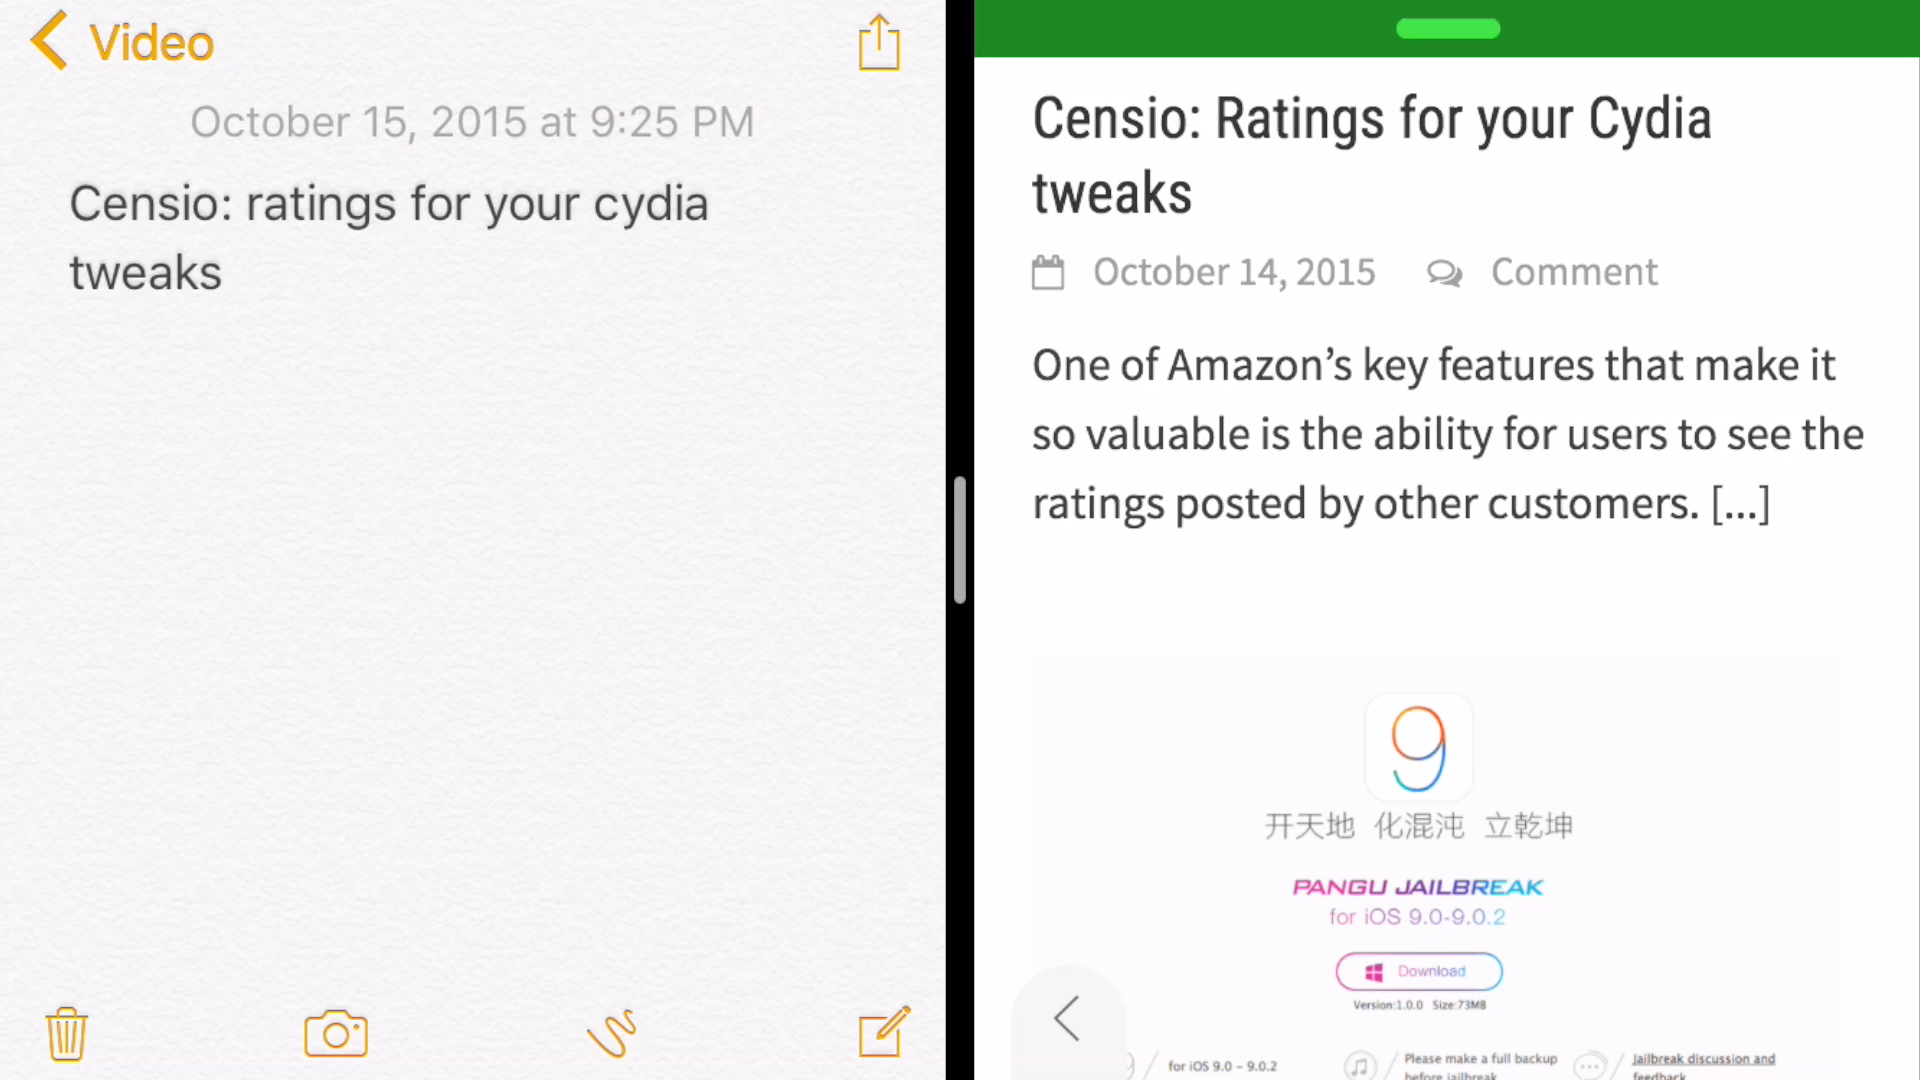 Video
October 15, 2015 at 9:25 PM
Censio: ratings for your cydia
tweaks
Censio: Ratings for your Cydia
tweaks
October 14, 2015 Comment
One of Amazon’s key features that make it
so valuable is the ability for users to see the
ratings posted by other customers. [...]
9
开天地 化混沌 立乾坤
PANGU JAILBREAK
for iOS 9.0-9.0.2
Download
Version:1.0.0 Size:73MB
for iOS 9.0 – 9.0.2
Please make a full backup
before jailbreak
Jailbreak discussion and
feedback